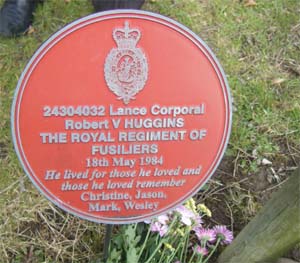 24304032 Lance Corporal
Robert V HUGGINS
THE ROYAL REGIMENT OF
FUSILIERS
18th May 1984
He lived for those he loved and
those he loved remember
Christine, Jason,
Mark, Wesley